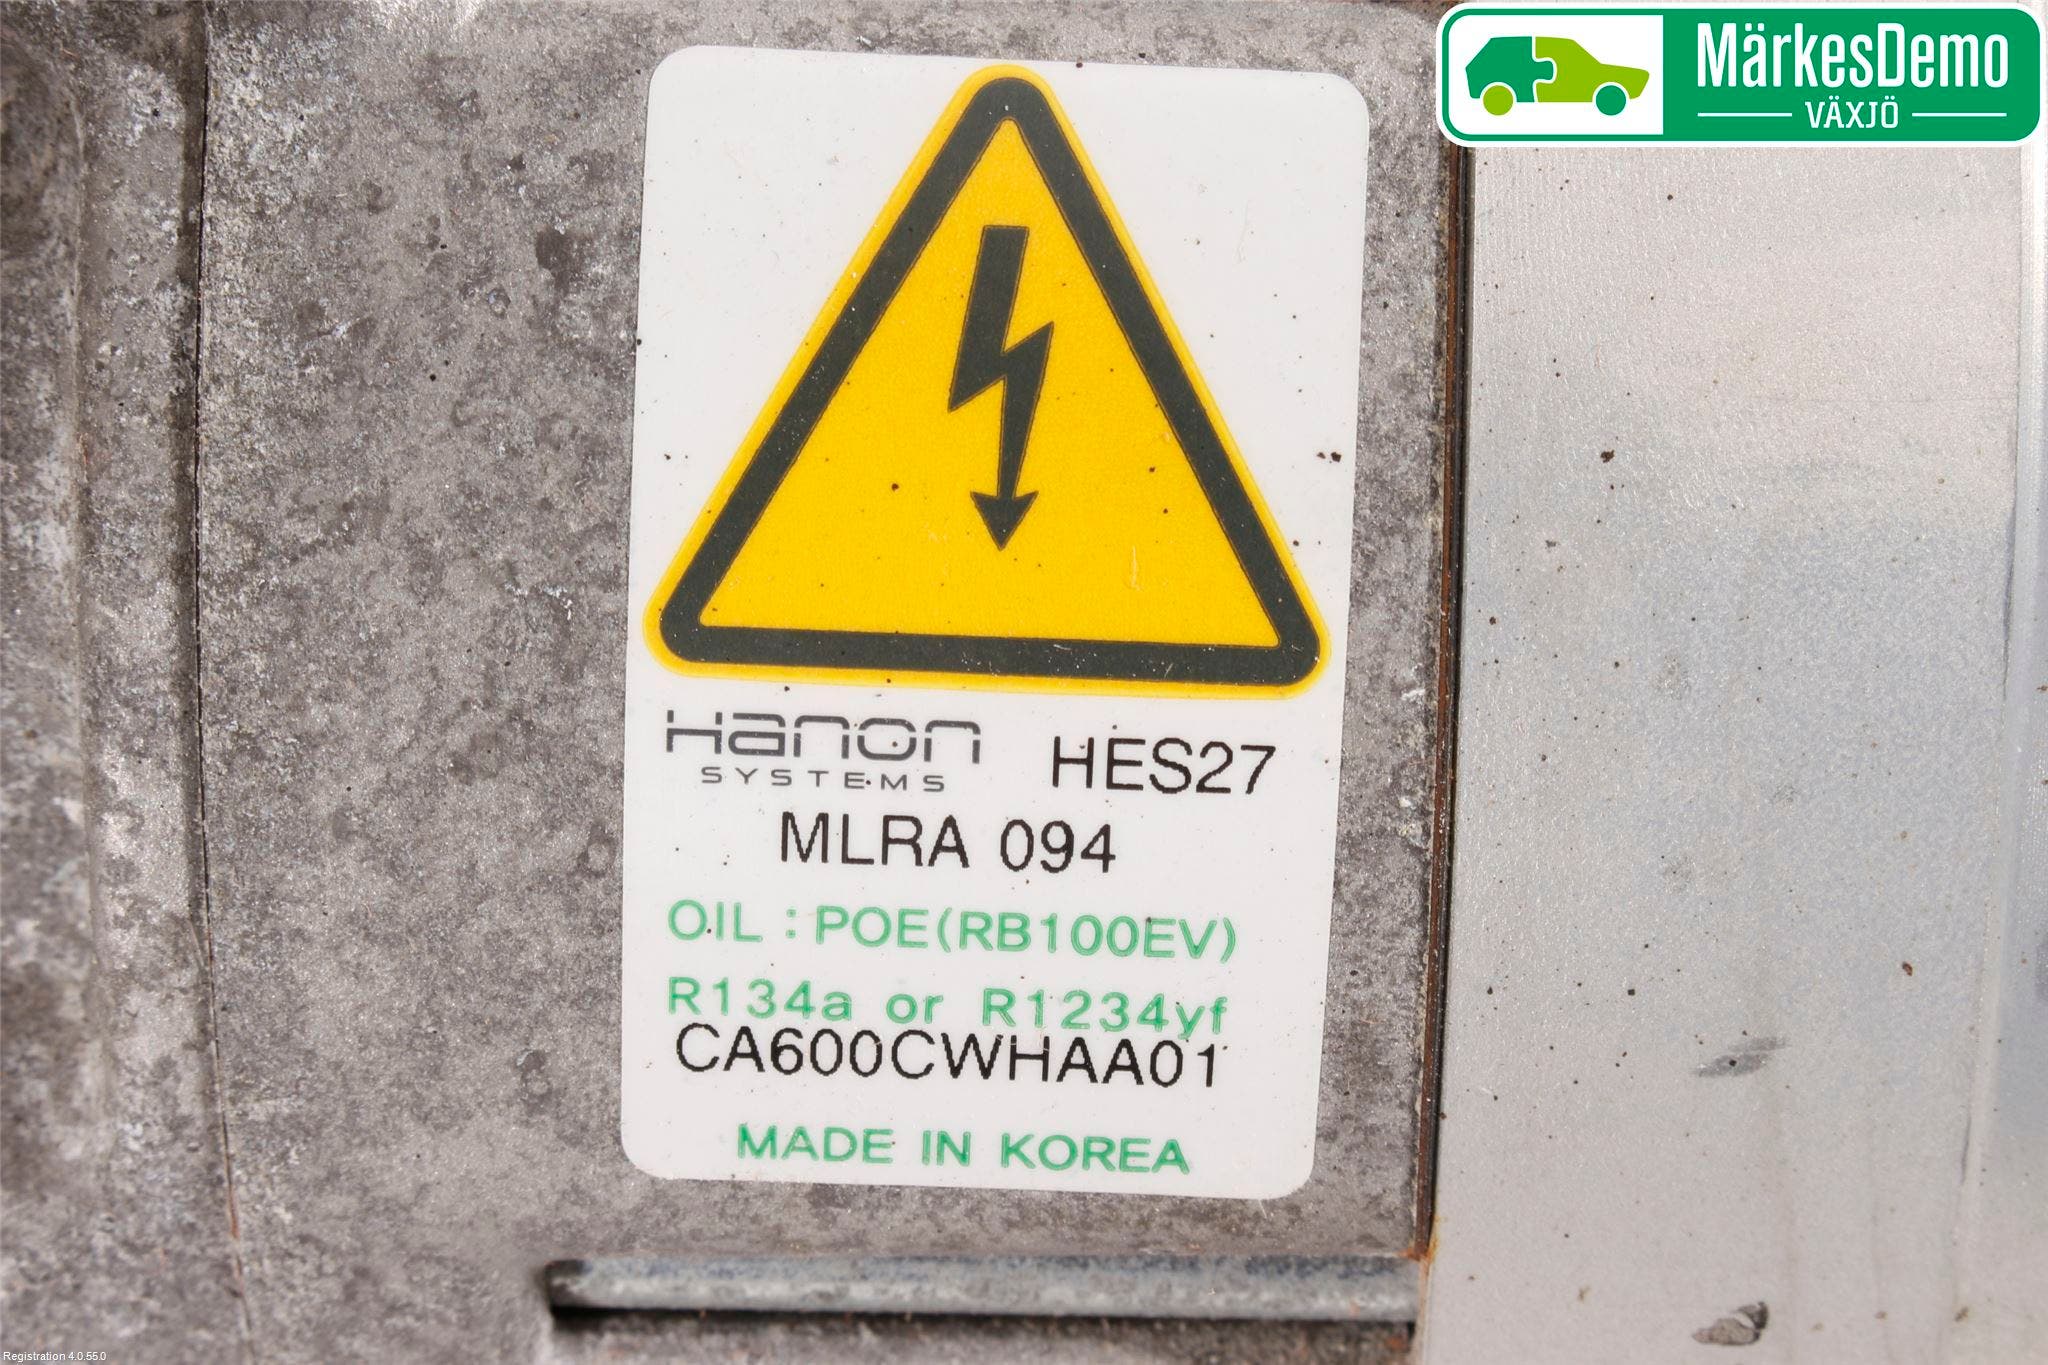 MärkesDemo
VÄXJÖ
Hanon
SYSTEMS
HES27
MLRA 094
OIL : POE(RB100EV)
R134a or R1234yf
CA600CWHAA01
MADE IN KOREA
Registration 4.0.55.0